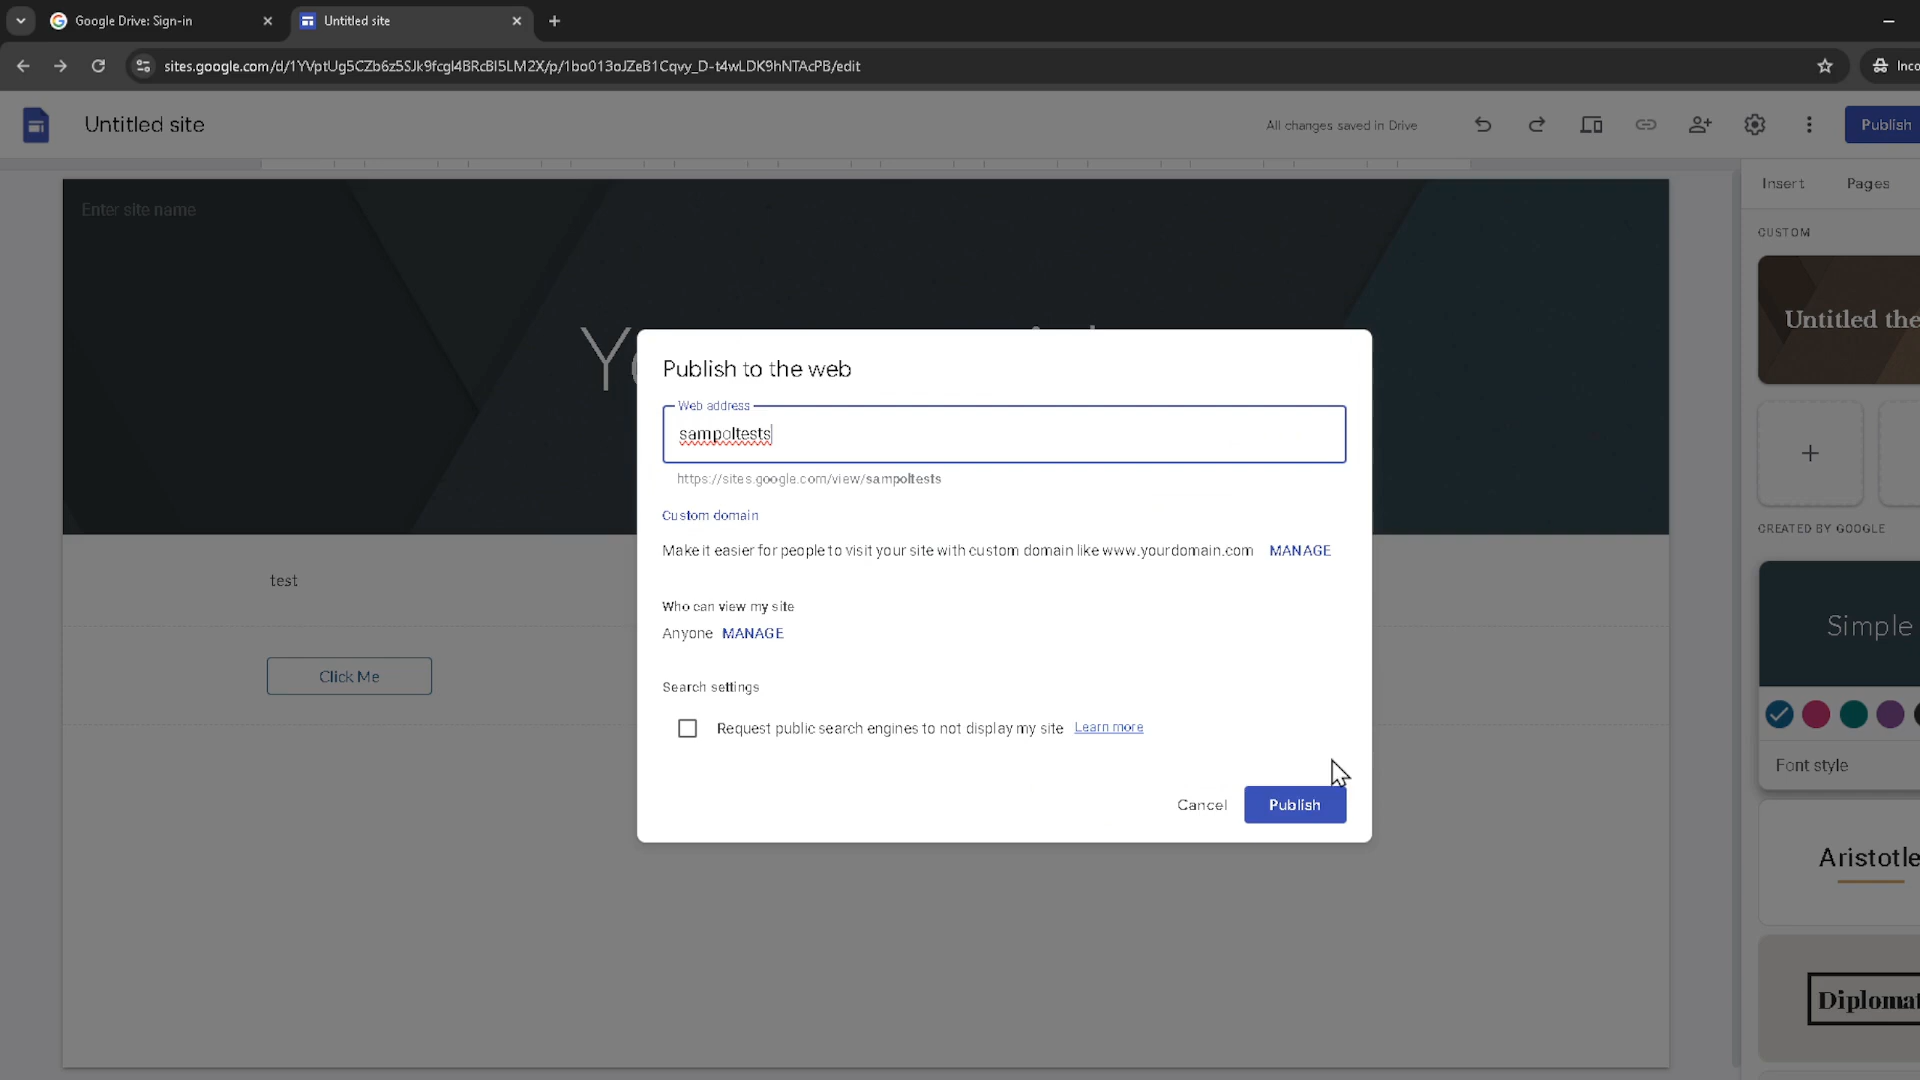 Google Drive: Sign-in
Untitled site
sites.google.com/d/1YVptUg5CZb6z5SJk9fcgl4BRcBI5LM2X/p/1bo013oJZeB1Cqvy_D-t4wLDK9hNTAcPB/edit
Untitled site
All changes saved in Drive
Publish
Insert
Pages
Enter site name
CUSTOM
Untitled the
Publish to the web
Web address
sampoltests
https://sites.google.com/view/sampoltests
Custom domain
Make it easier for people to visit your site with custom domain like www.yourdomain.com MANAGE
CREATED BY GOOGLE
test
Who can view my site
Anyone MANAGE
Simple
Click Me
Search settings
Request public search engines to not display my site Learn more
Font style
Cancel
Publish
Aristotle
Diplomat